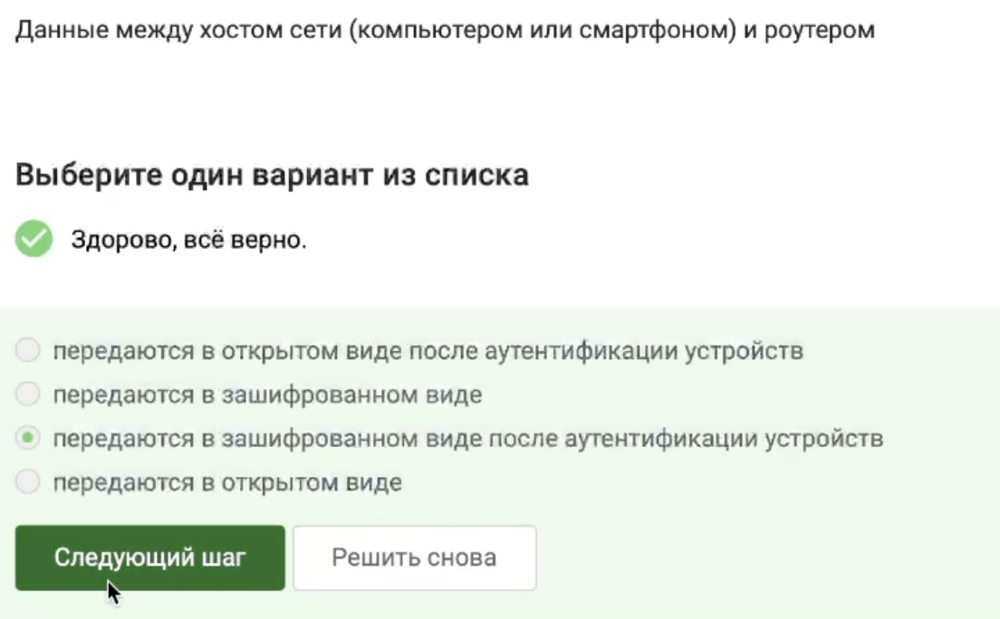 Данные между хостом сети (компьютером или смартфоном) и роутером
Выберите один вариант из списка
Здорово, всё верно.
передаются в открытом виде после аутентификации устройств
передаются в зашифрованном виде
передаются в зашифрованном виде после аутентификации устройств
передаются в открытом виде
Следующий шаг
Решить снова